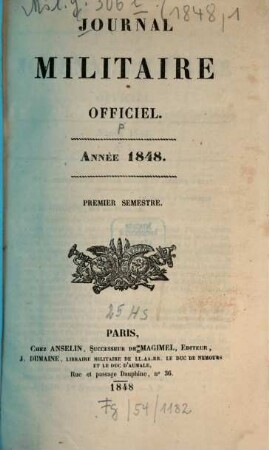 Mil. g. 306 t (1848,1
JOURNAL
MILITAIRE
OFFICIEL.
P
ANNÉE 1848.
PREMIER SEMESTRE.
25 Hs
PARIS,
CHEZ ANSELIN, SUCCESSEUR DE MAGIMEL, EDITEUR,
J. DUMAINE, LIBRAIRE MILITAIRE DE LL.AA.RR. LE DUC DE NEMOURS
ET LE DUC D'AUMALE,
Rue et passage Dauphine, n° 36.
1848
Fg/54/1182